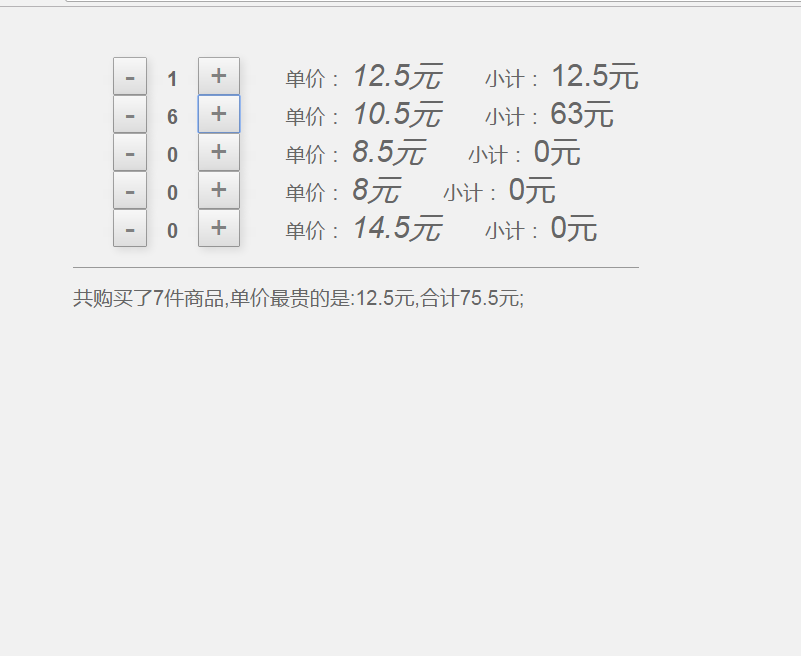 - 1 + 单价： 12.5元 小计： 12.5元
- 6 + 单价： 10.5元 小计： 63元
- 0 + 单价： 8.5元 小计： 0元
- 0 + 单价： 8元 小计： 0元
- 0 + 单价： 14.5元 小计： 0元
共购买了7件商品,单价最贵的是:12.5元,合计75.5元;